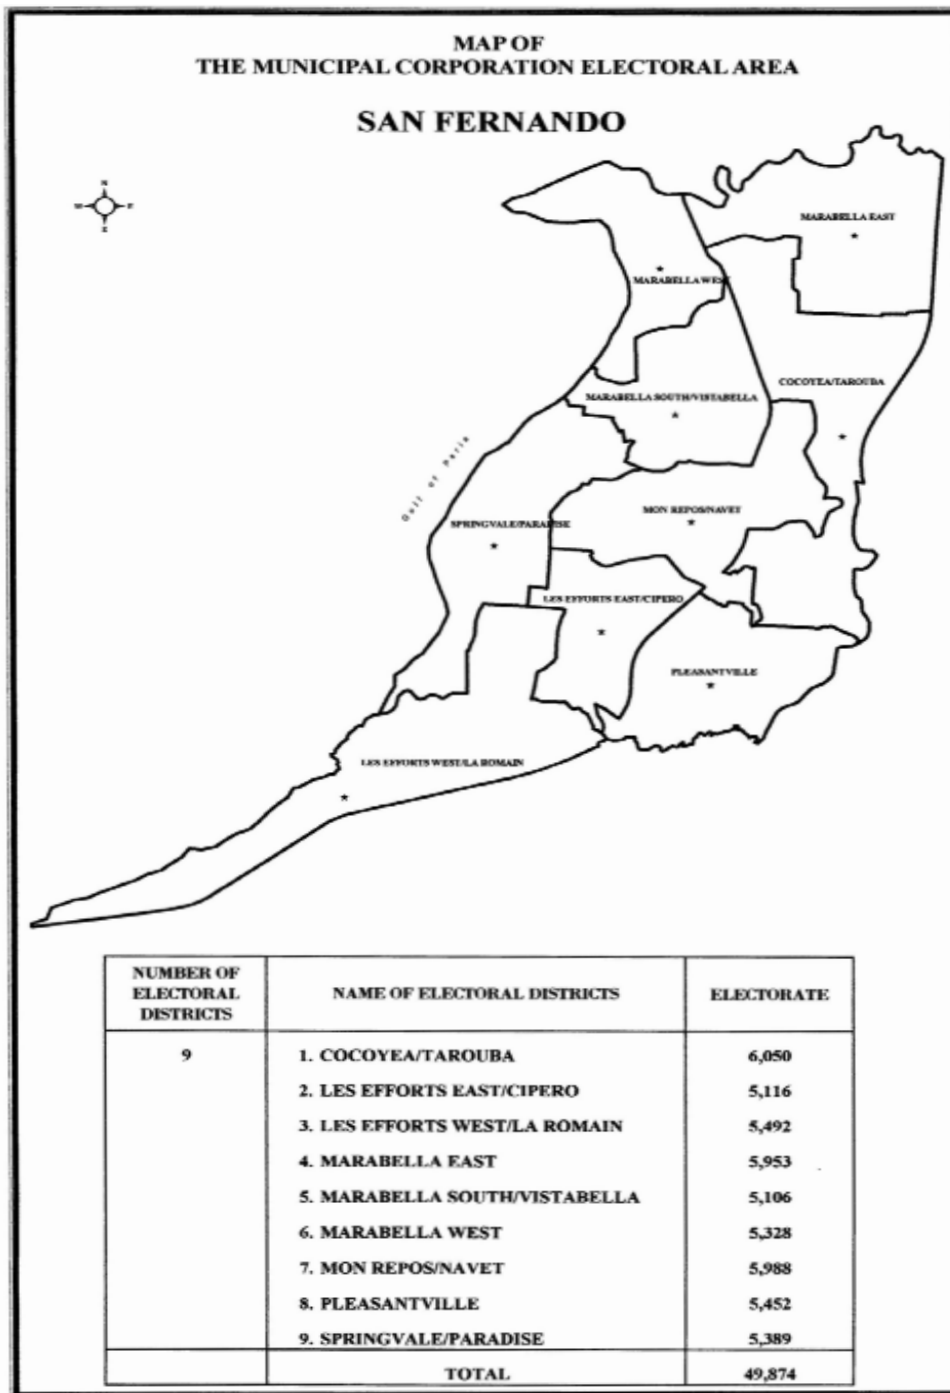 MAP OF
THE MUNICIPAL CORPORATION ELECTORAL AREA
SAN FERNANDO
N
W E
S
MARABELLA EAST
MARABELLA WEST
COCOYEA/TAROUBA
MARABELLA SOUTH/VISTABELLA
Gulf of Paria
MON REPOS/NAVET
SPRINGVALE/PARADISE
LES EFFORTS EAST/CIPERO
PLEASANTVILLE
LES EFFORTS WEST/LA ROMAIN
NUMBER OF ELECTORAL DISTRICTS NAME OF ELECTORAL DISTRICTS ELECTORATE
9 1. COCOYEA/TAROUBA 6,050
2. LES EFFORTS EAST/CIPERO 5,116
3. LES EFFORTS WEST/LA ROMAIN 5,492
4. MARABELLA EAST 5,953
5. MARABELLA SOUTH/VISTABELLA 5,106
6. MARABELLA WEST 5,328
7. MON REPOS/NAVET 5,988
8. PLEASANTVILLE 5,452
9. SPRINGVALE/PARADISE 5,389
TOTAL 49,874